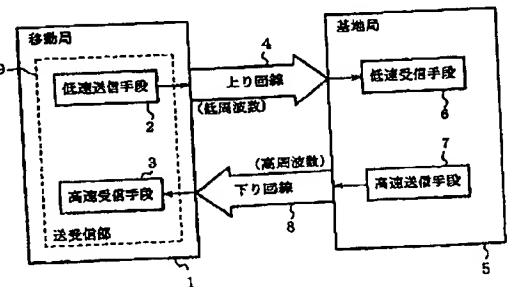 移動局
9
低速送信手段
2
3
高速受信手段
送受信部
1
4
上り回線
(低周波数)
(高周波数)
下り回線
8
基地局
低速受信手段
6
7
高速送信手段
5